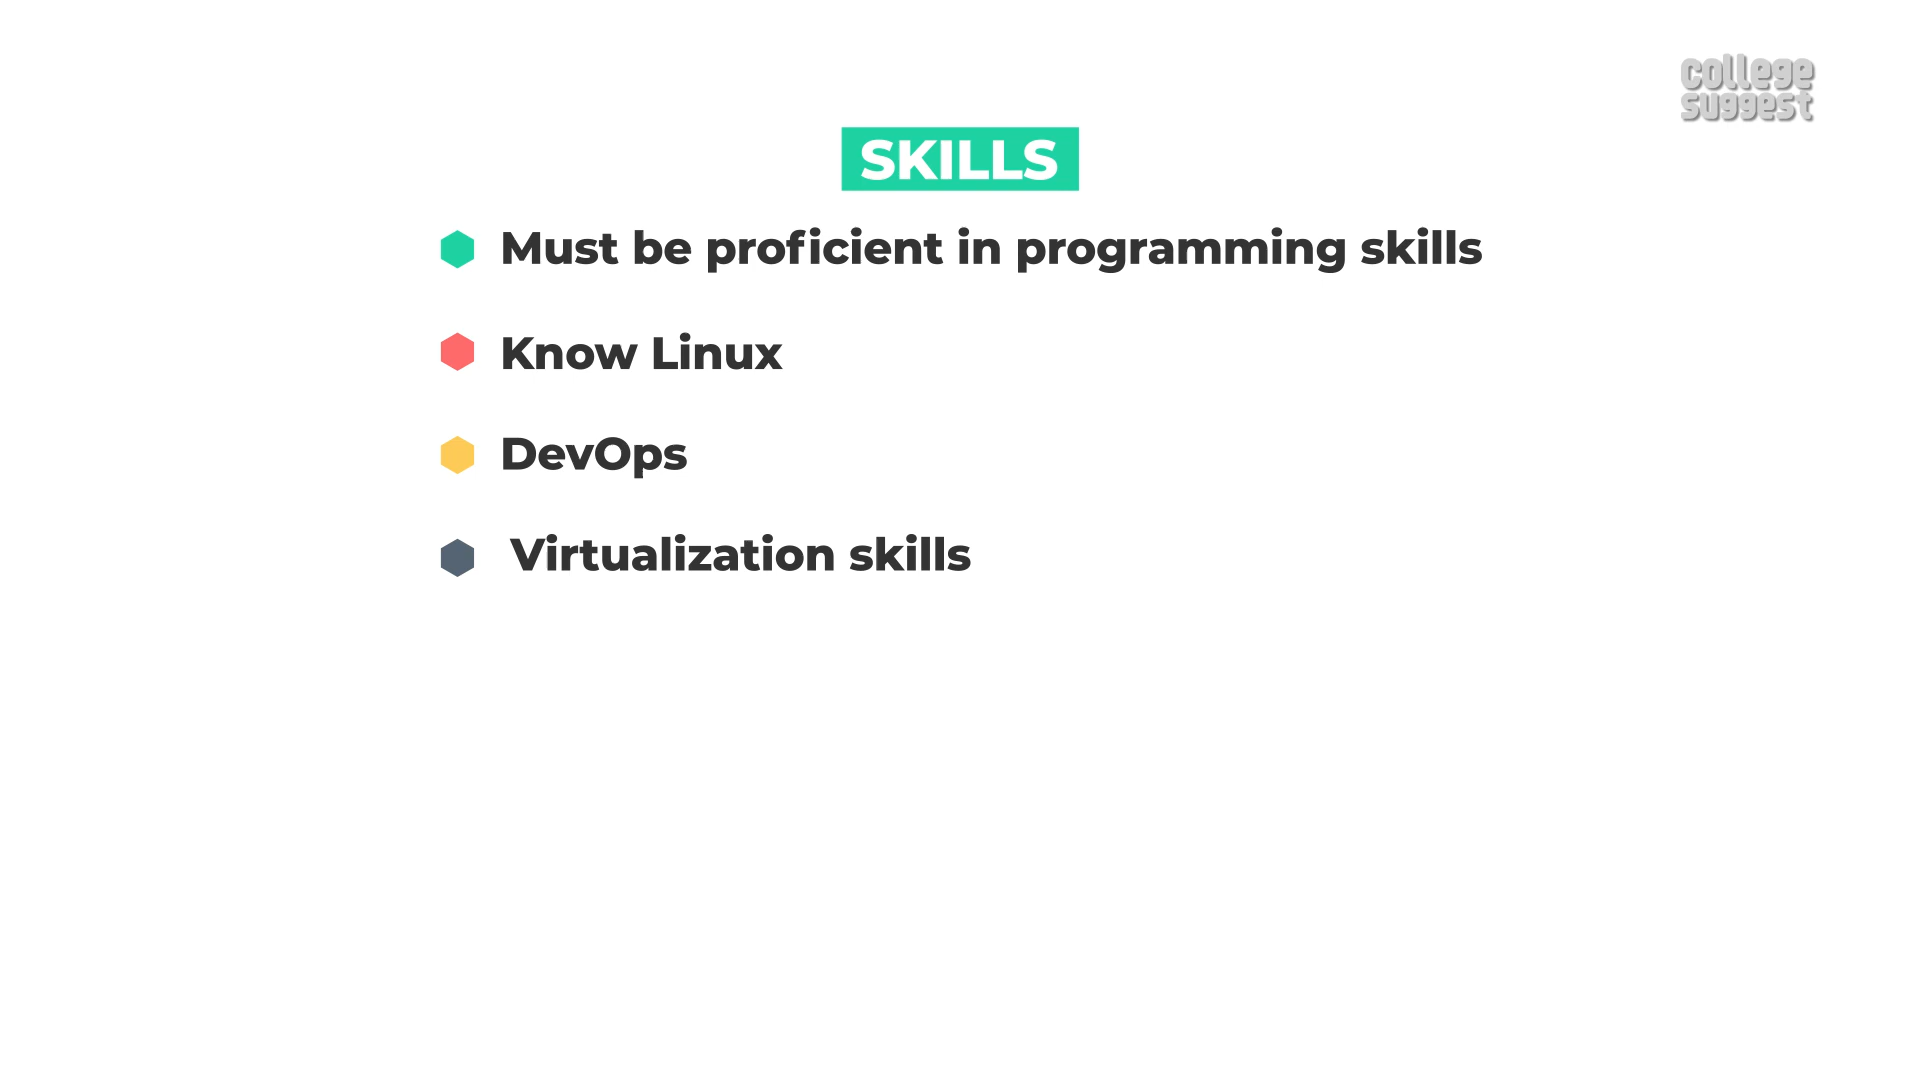 college
suggest
SKILLS
Must be proficient in programming skills
Know Linux
DevOps
Virtualization skills